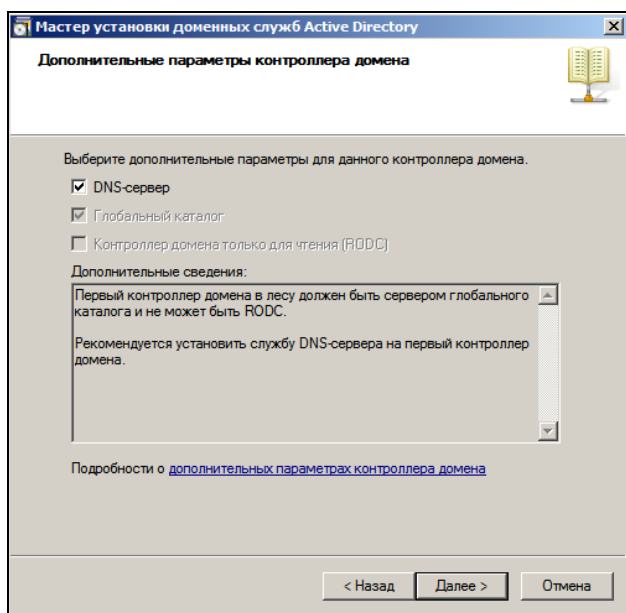 Мастер установки доменных служб Active Directory
Дополнительные параметры контроллера домена
Выберите дополнительные параметры для данного контроллера домена.
DNS-сервер
Глобальный каталог
Контроллер домена только для чтения (RODC)
Дополнительные сведения:
Первый контроллер домена в лесу должен быть сервером глобального
каталога и не может быть RODC.
Рекомендуется установить службу DNS-сервера на первый контроллер
домена.
Подробности о дополнительных параметрах контроллера домена
< Назад Далее > Отмена